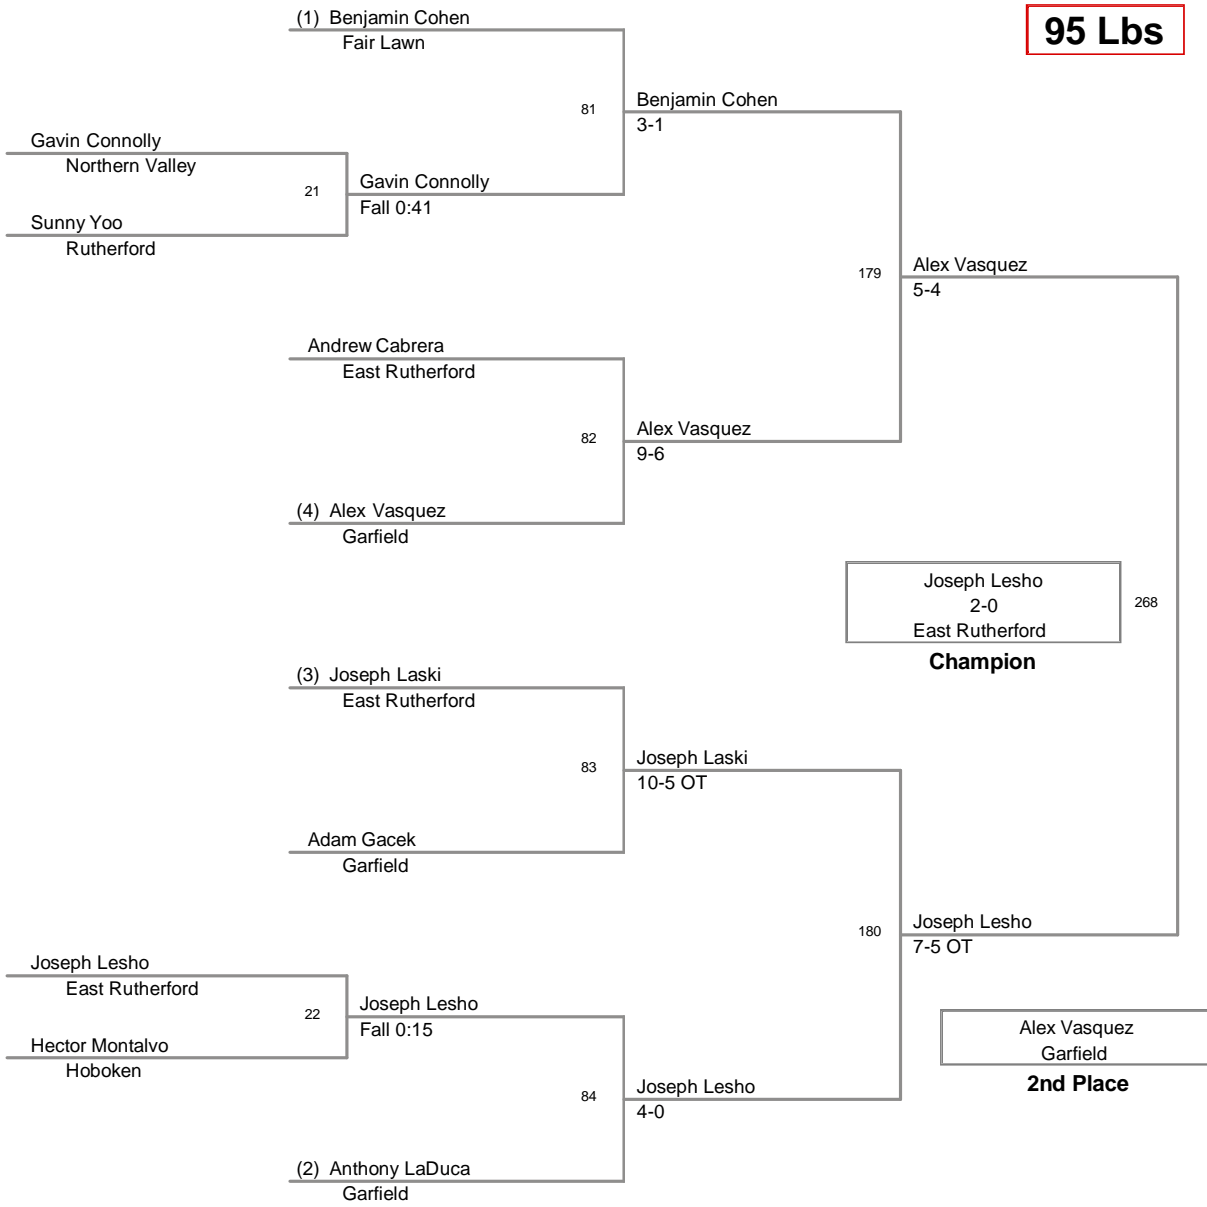 (1) Benjamin Cohen
Fair Lawn
95 Lbs
81
Benjamin Cohen
3-1
Gavin Connolly
Northern Valley
21
Gavin Connolly
Fall 0:41
Sunny Yoo
Rutherford
179
Alex Vasquez
5-4
Andrew Cabrera
East Rutherford
82
Alex Vasquez
9-6
(4) Alex Vasquez
Garfield
Joseph Lesho
2-0
East Rutherford
Champion
268
(3) Joseph Laski
East Rutherford
83
Joseph Laski
10-5 OT
Adam Gacek
Garfield
180
Joseph Lesho
7-5 OT
Joseph Lesho
East Rutherford
22
Joseph Lesho
Fall 0:15
Hector Montalvo
Hoboken
Alex Vasquez
Garfield
2nd Place
84
Joseph Lesho
4-0
(2) Anthony LaDuca
Garfield